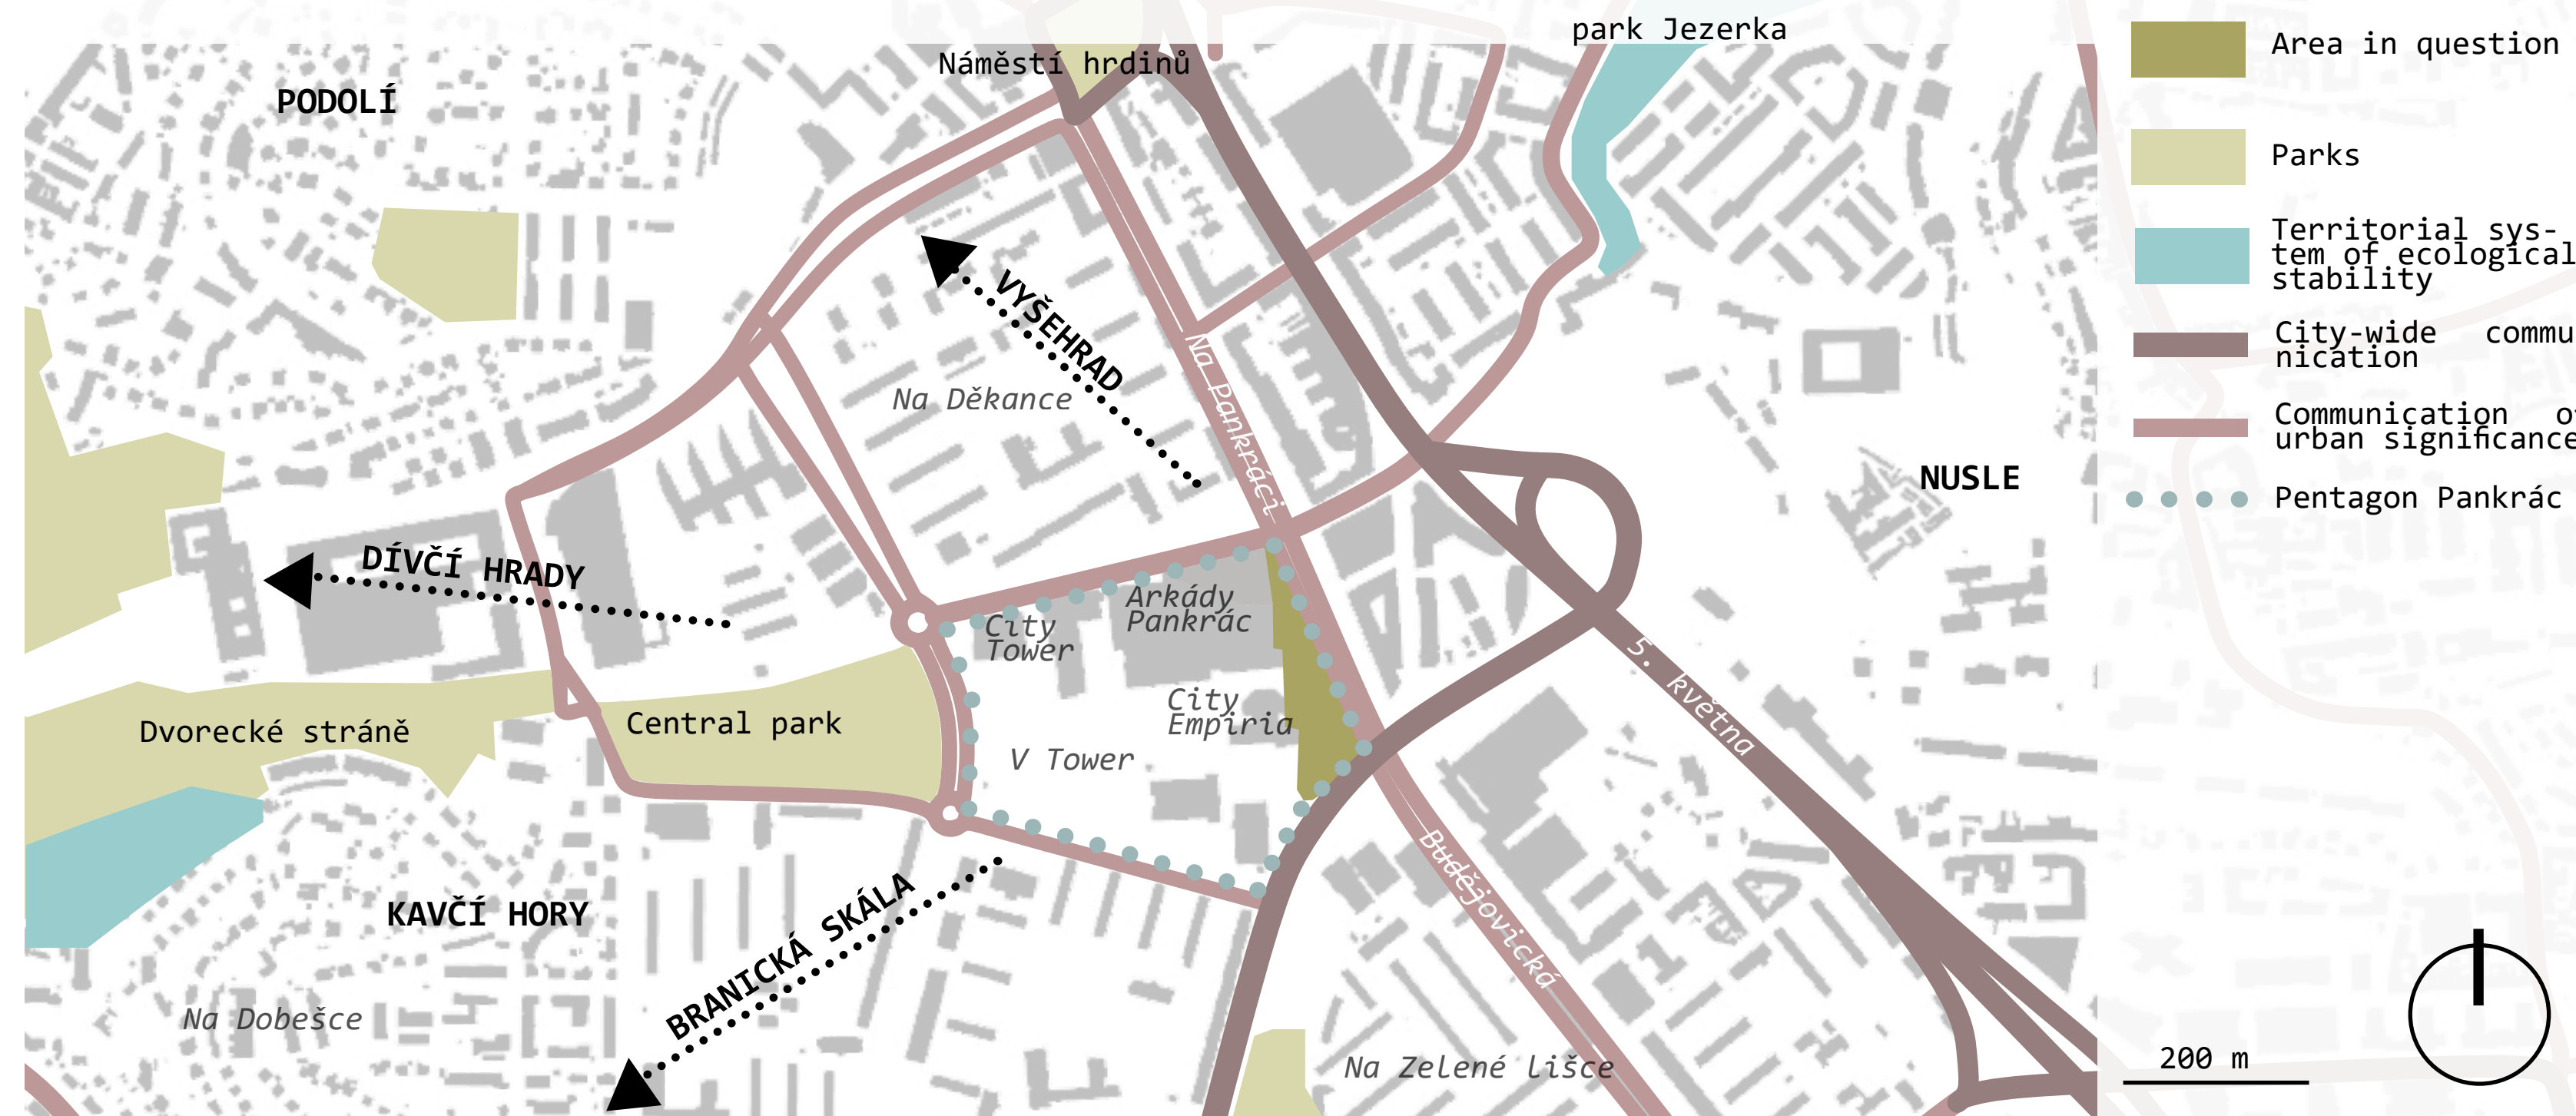 park Jezerka
Náměstí hrdinů
PODOLÍ
VYŠEHRAD
Na Děkance
Na Pankráci
NUSLE
DÍVČÍ HRADY
Arkády
Pankrác
City
Tower
City
Empiria
V Tower
5. května
Dvorecké stráně
Central park
Budějovická
KAVČÍ HORY
BRANICKÁ SKÁLA
Na Dobešce
Na Zelené lišce
Area in question
Parks
Territorial sys-
tem of ecological
stability
City-wide commu
nication
Communication of
urban significance
Pentagon Pankrác
200 m